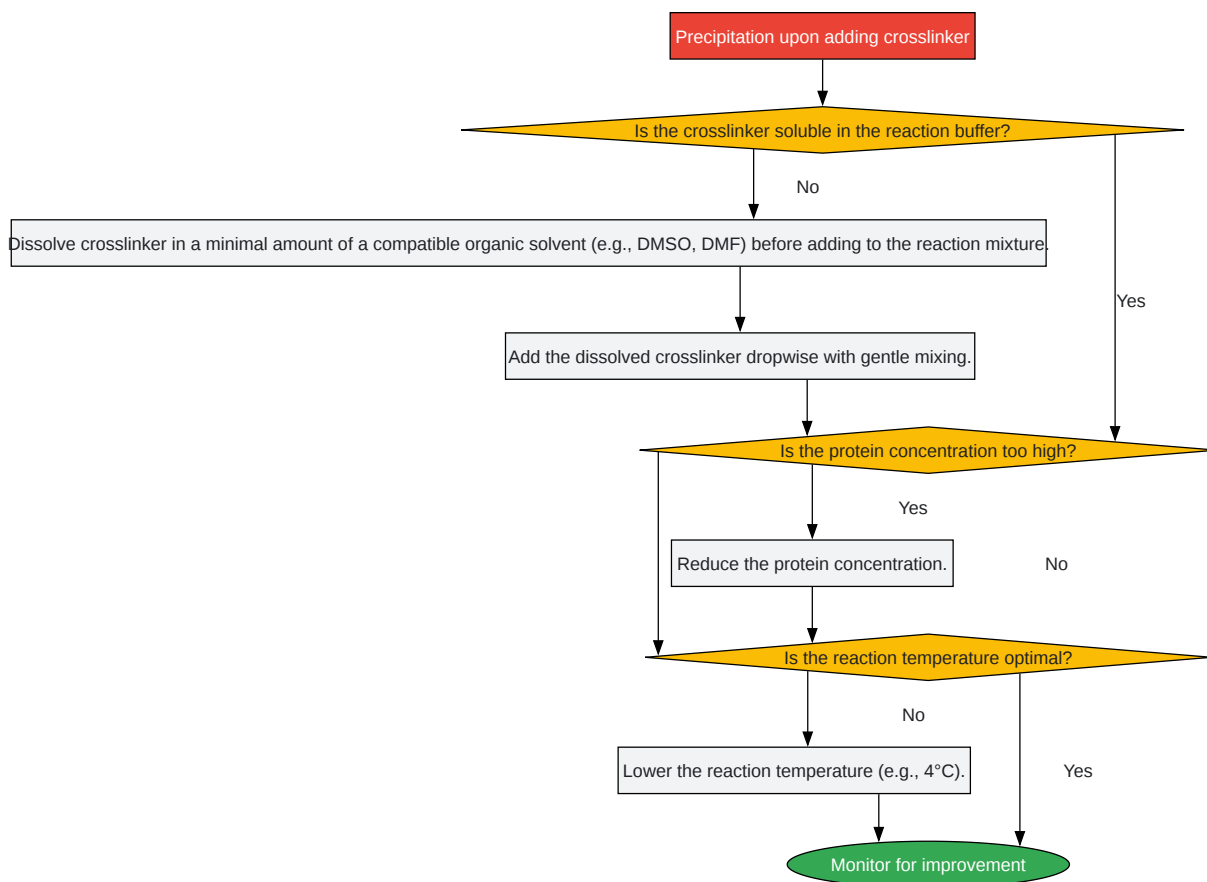 Precipitation upon adding crosslinker
Is the crosslinker soluble in the reaction buffer?
No
Dissolve crosslinker in a minimal amount of a compatible organic solvent (e.g., DMSO, DMF) before adding to the reaction mixture.
Yes
Add the dissolved crosslinker dropwise with gentle mixing.
Is the protein concentration too high?
Yes
Reduce the protein concentration.
No
Is the reaction temperature optimal?
No
Lower the reaction temperature (e.g., 4°C).
Yes
Monitor for improvement